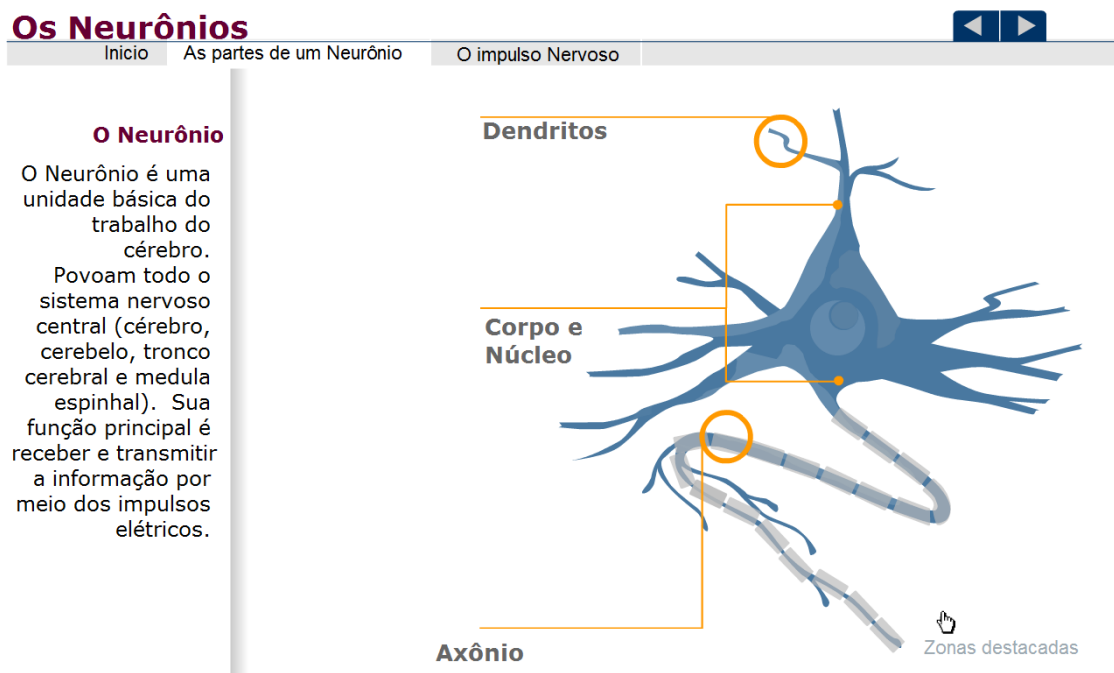 Os Neurônios
Inicio
As partes de um Neurônio
O impulso Nervoso
O Neurônio
O Neurônio é uma
unidade básica do
trabalho do
cérebro.
Povoam todo o
sistema nervoso
central (cérebro,
cerebelo, tronco
cerebral e medula
espinhal).  Sua
função principal é
receber e transmitir
a informação por
meio dos impulsos
elétricos.
Dendritos
Corpo e
Núcleo
Axônio
Zonas destacadas